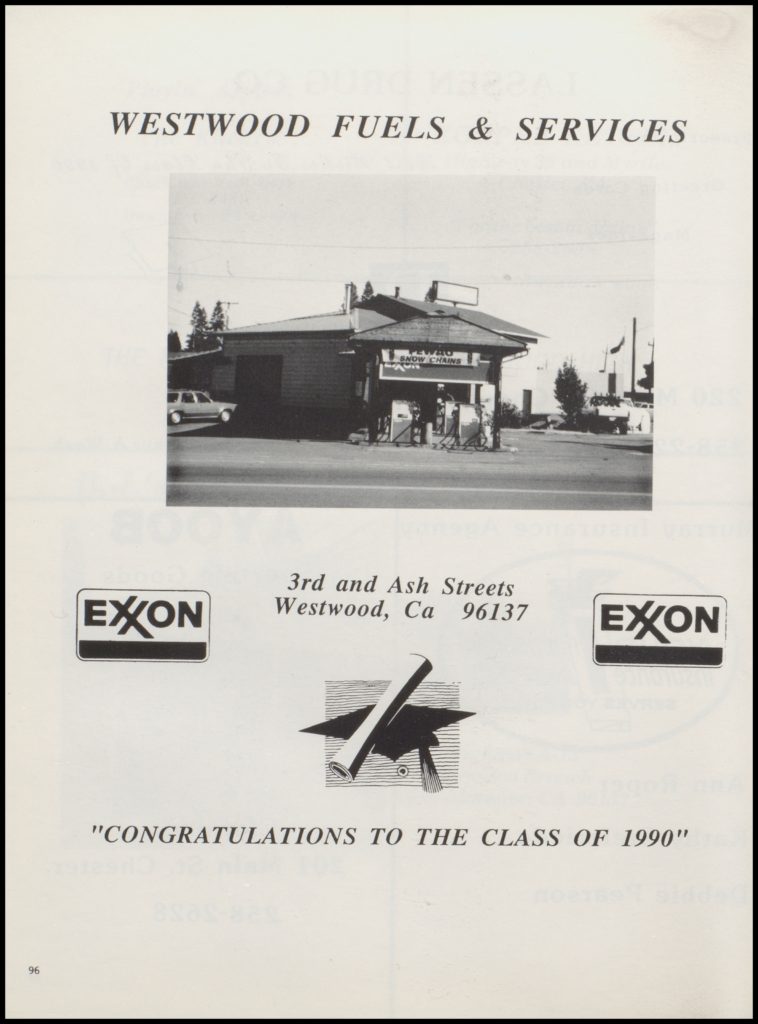 WESTWOOD FUELS & SERVICES
SNOW CHAINS
EXXON
3rd and Ash Streets
Westwood, Ca 96137
EXXON
EXXON
"CONGRATULATIONS TO THE CLASS OF 1990"
96